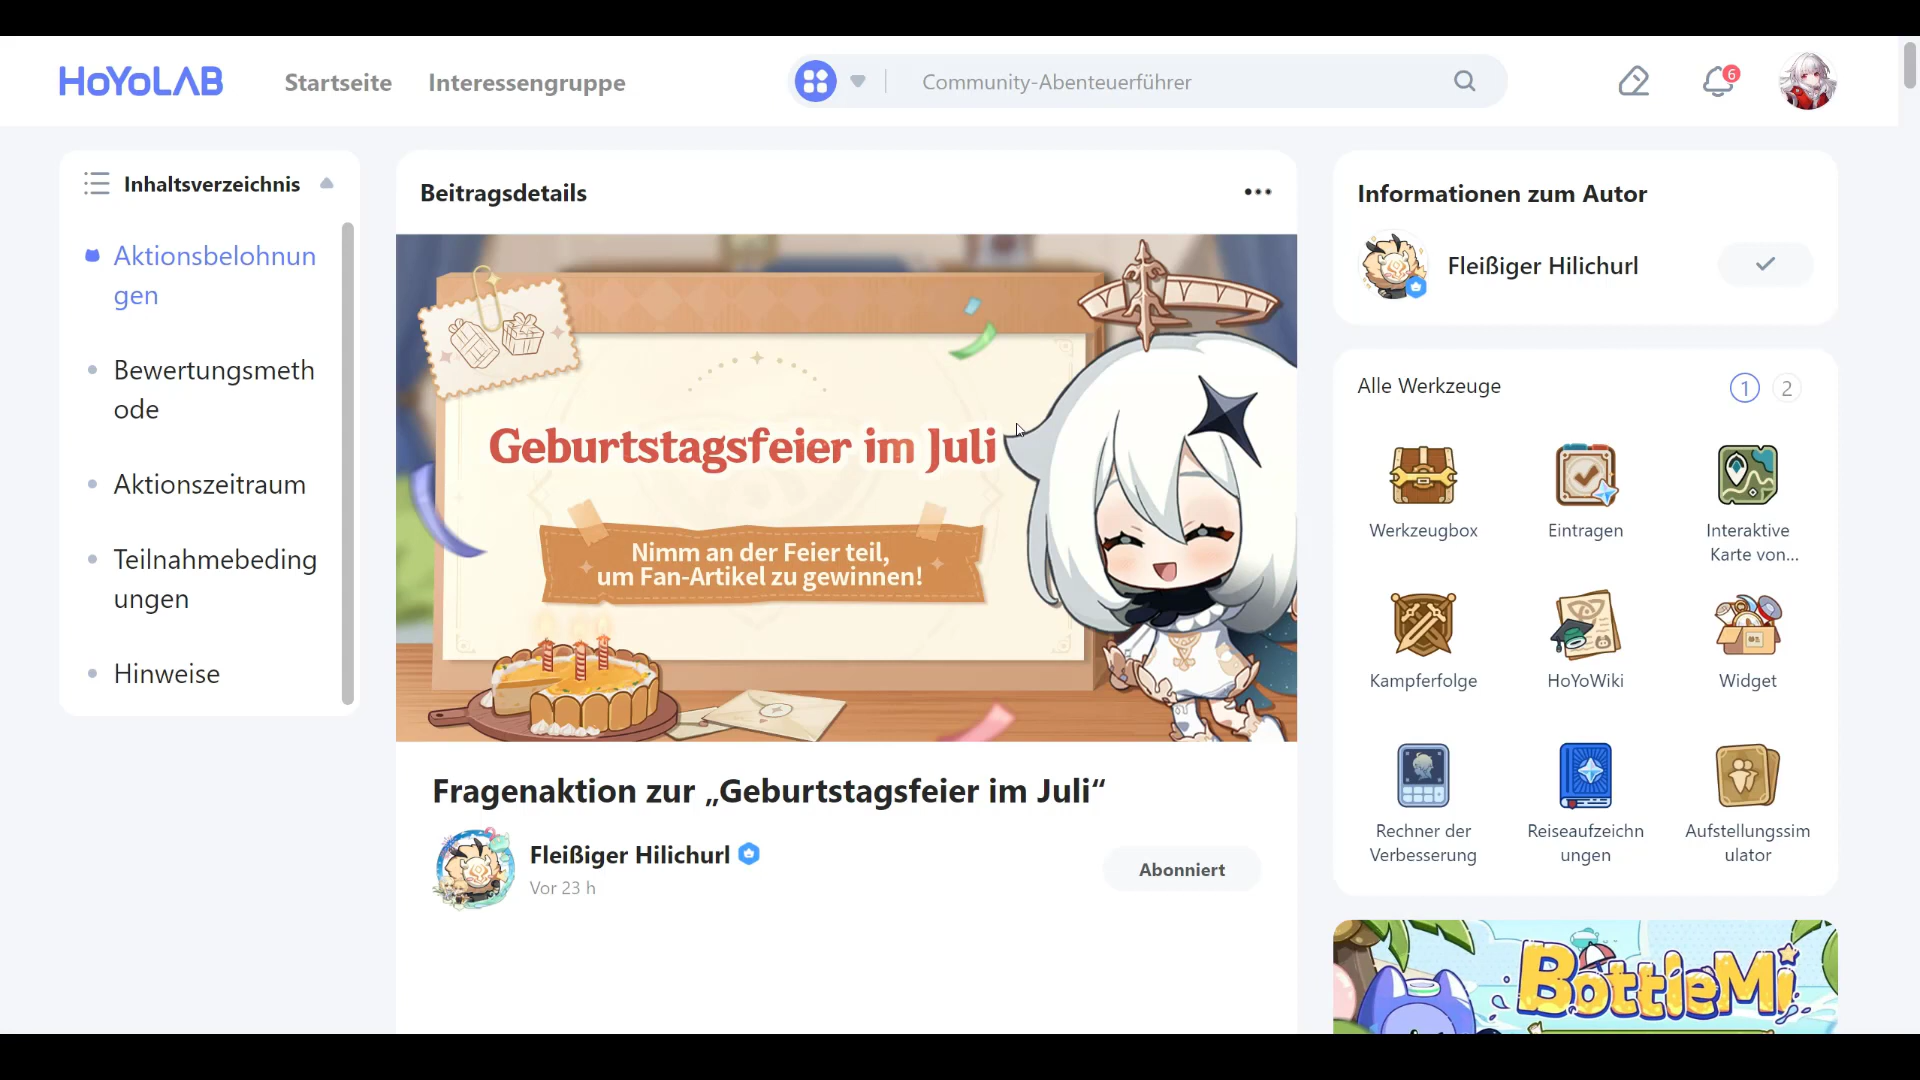 HoYoLAB
Startseite
Interessengruppe
Community-Abenteuerführer
6
Inhaltsverzeichnis
Aktionsbelohnun
gen
Bewertungsmeth
ode
Aktionszeitraum
Teilnahmebeding
ungen
Hinweise
Beitragsdetails
Geburtstagsfeier im Juli
Nimm an der Feier teil,
um Fan-Artikel zu gewinnen!
Fragenaktion zur „Geburtstagsfeier im Juli“
Fleißiger Hilichurl
Vor 23 h
Abonniert
Informationen zum Autor
Fleißiger Hilichurl
Alle Werkzeuge
1
2
Werkzeugbox
Eintragen
Interaktive
Karte von...
Kampferfolge
HoYoWiki
Widget
Rechner der
Verbesserung
Reiseaufzeichn
ungen
Aufstellungssim
ulator
BottleMi